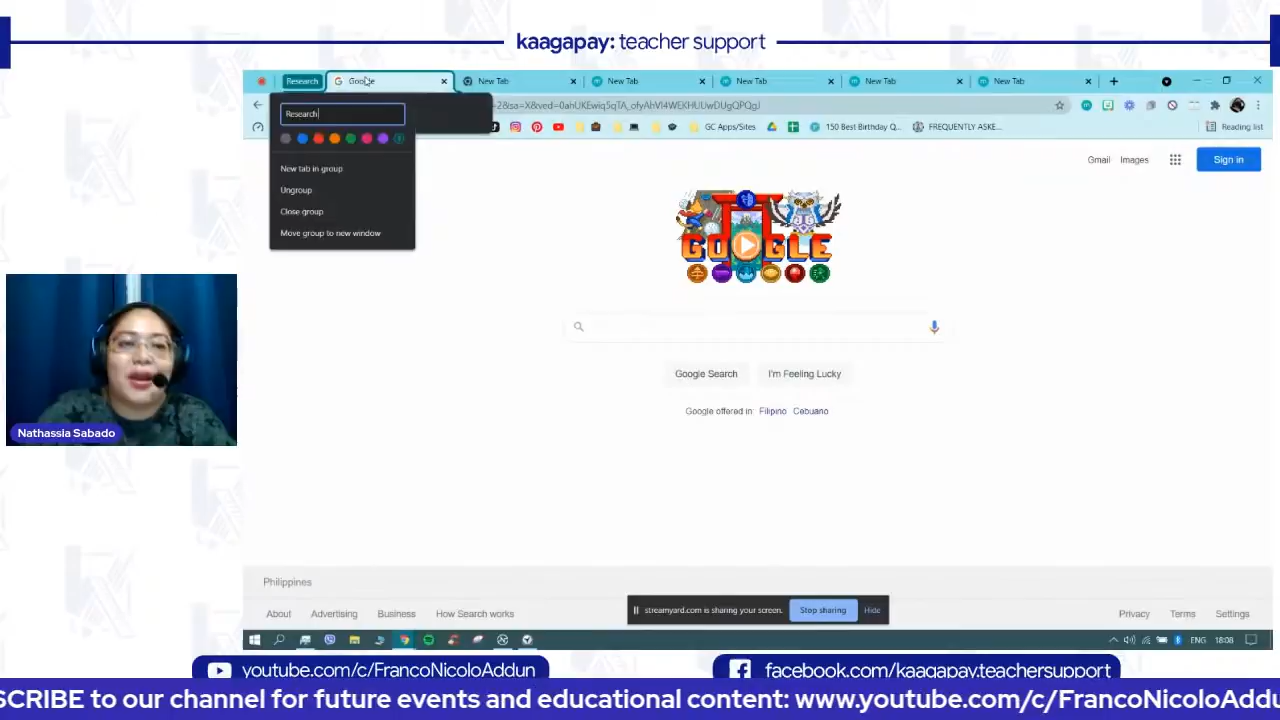 kaagapay: teacher support
Research
Google
New Tab
New Tab
New Tab
New Tab
New Tab
Research
GC Apps/Sites
150 Best Birthday Q...
FREQUENTLY ASKE...
Reading list
New tab in group
Ungroup
Close group
Move group to new window
Gmail
Images
Sign in
GOOGLE
Google Search
I'm Feeling Lucky
Google offered in:
Filipino
Cebuano
Nathassia Sabado
Philippines
About
Advertising
Business
How Search works
streamyard.com is sharing your screen.
Stop sharing
Hide
Privacy
Terms
Settings
ENG
18:08
youtube.com/c/FrancoNicoloAddun
facebook.com/kaagapay.teachersupport
SCRIBE to our channel for future events and educational content: www.youtube.com/c/FrancoNicoloAddu